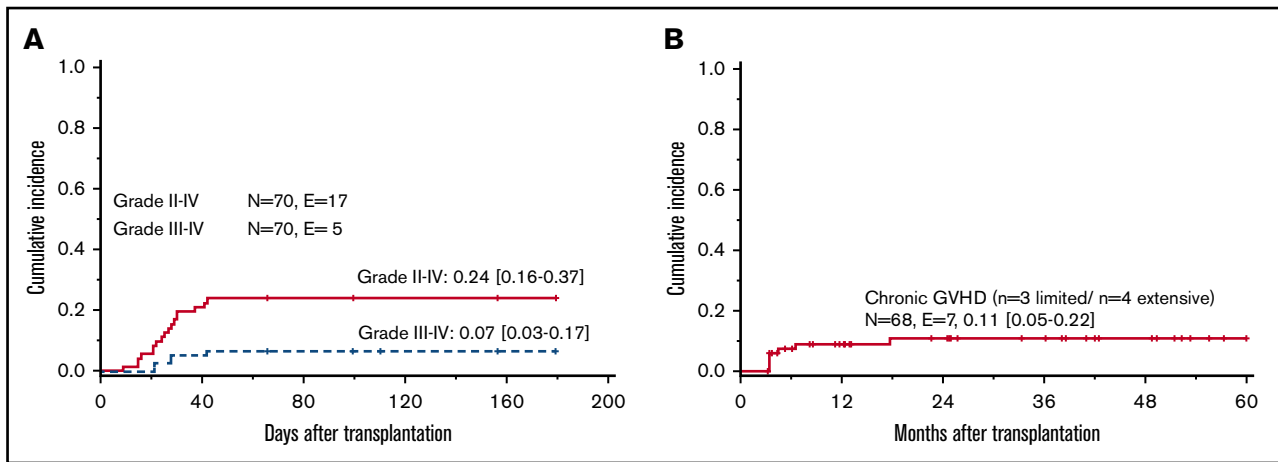 A
1.0
0.8
0.6
0.4
0.2
0.0
Cumulative incidence
Grade II-IV N=70, E=17
Grade III-IV N=70, E= 5
Grade II-IV: 0.24 [0.16-0.37]
Grade III-IV: 0.07 [0.03-0.17]
0 40 80 120 160 200
Days after transplantation
B
1.0
0.8
0.6
0.4
0.2
0.0
Cumulative incidence
Chronic GVHD (n=3 limited/ n=4 extensive)
N=68, E=7, 0.11 [0.05-0.22]
0 12 24 36 48 60
Months after transplantation